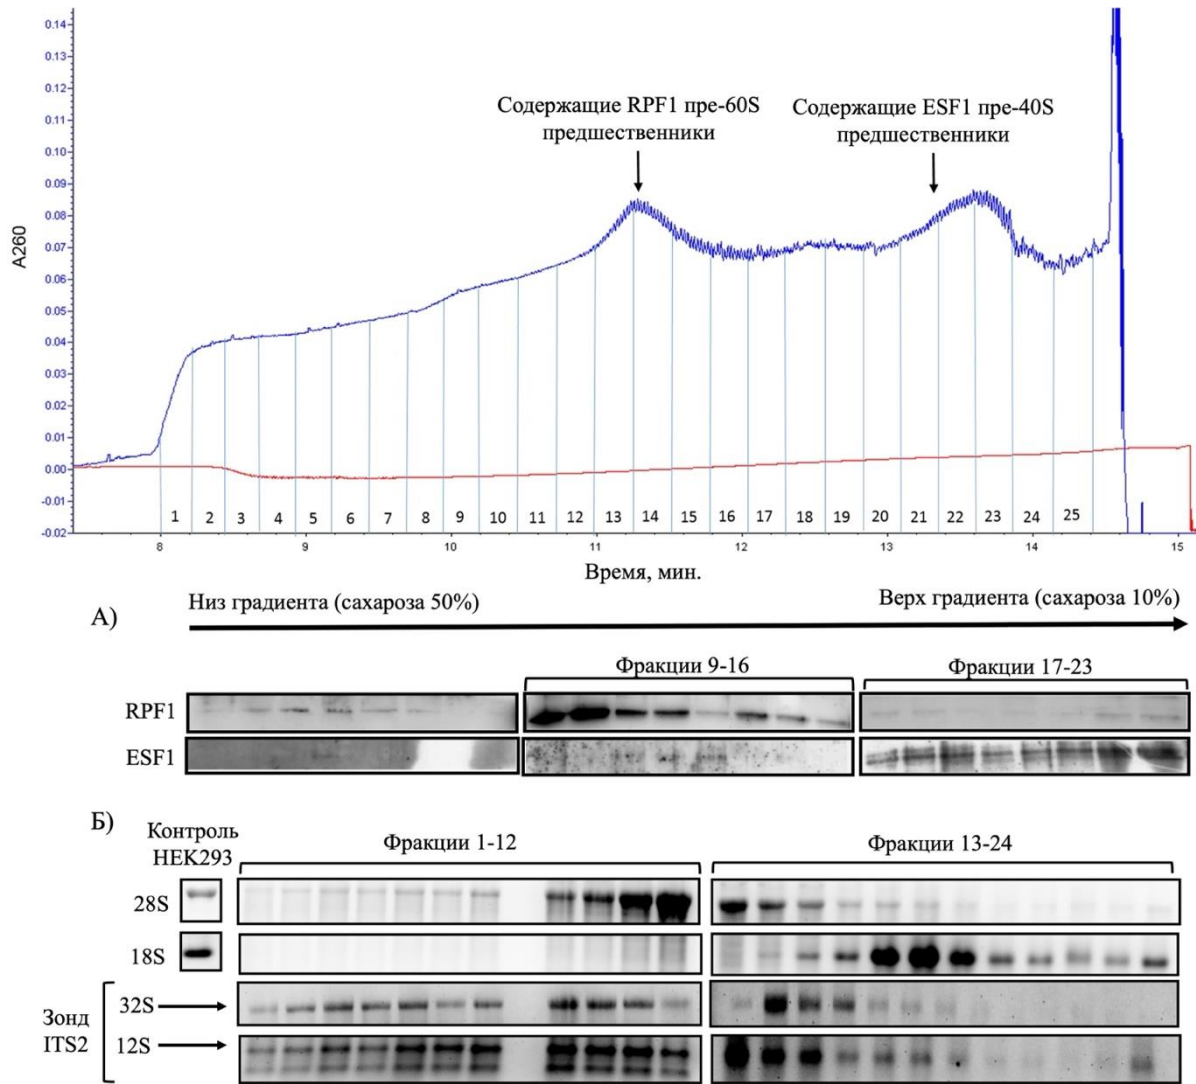 0.14
0.13
0.12
0.11
0.10
0.09
0.08
0.07
0.06
0.05
0.04
0.03
0.02
0.01
0.00
-0.01
-0.02
A260
Содержащие RPF1 пре-60S
предшественники
Содержащие ESF1 пре-40S
предшественники
1 2 3 4 5 6 7 8 9 10 11 12 13 14 15 16 17 18 19 20 21 22 23 24 25
8 9 10 11 12 13 14 15
Время, мин.
А)
Низ градиента (сахароза 50%)
Верх градиента (сахароза 10%)
Фракции 9-16
Фракции 17-23
RPF1
ESF1
Б)
Контроль
HEK293
Фракции 1-12
Фракции 13-24
28S
18S
Зонд
ITS2
32S
12S